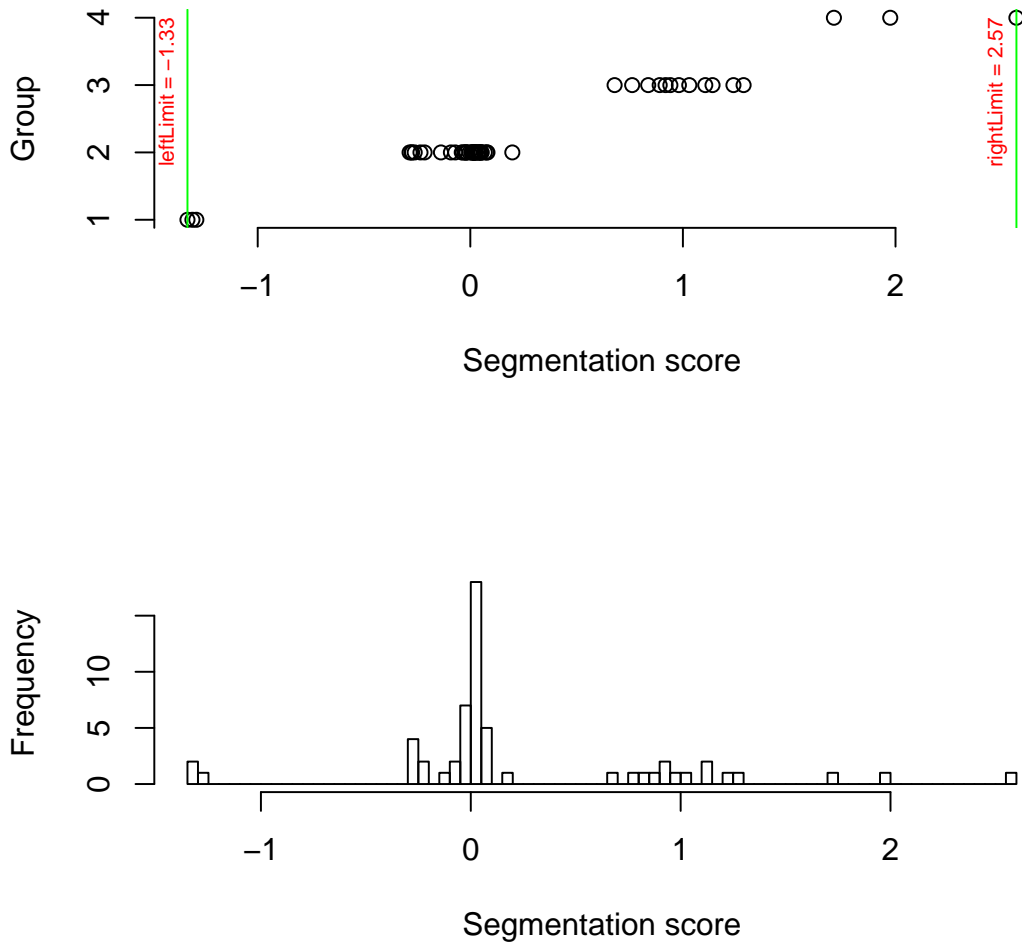 Group
4
3
2
1
leftLimit = −1.33
rightLimit = 2.57
−1 0 1 2
Segmentation score
Frequency
10
5
0
−1 0 1 2
Segmentation score